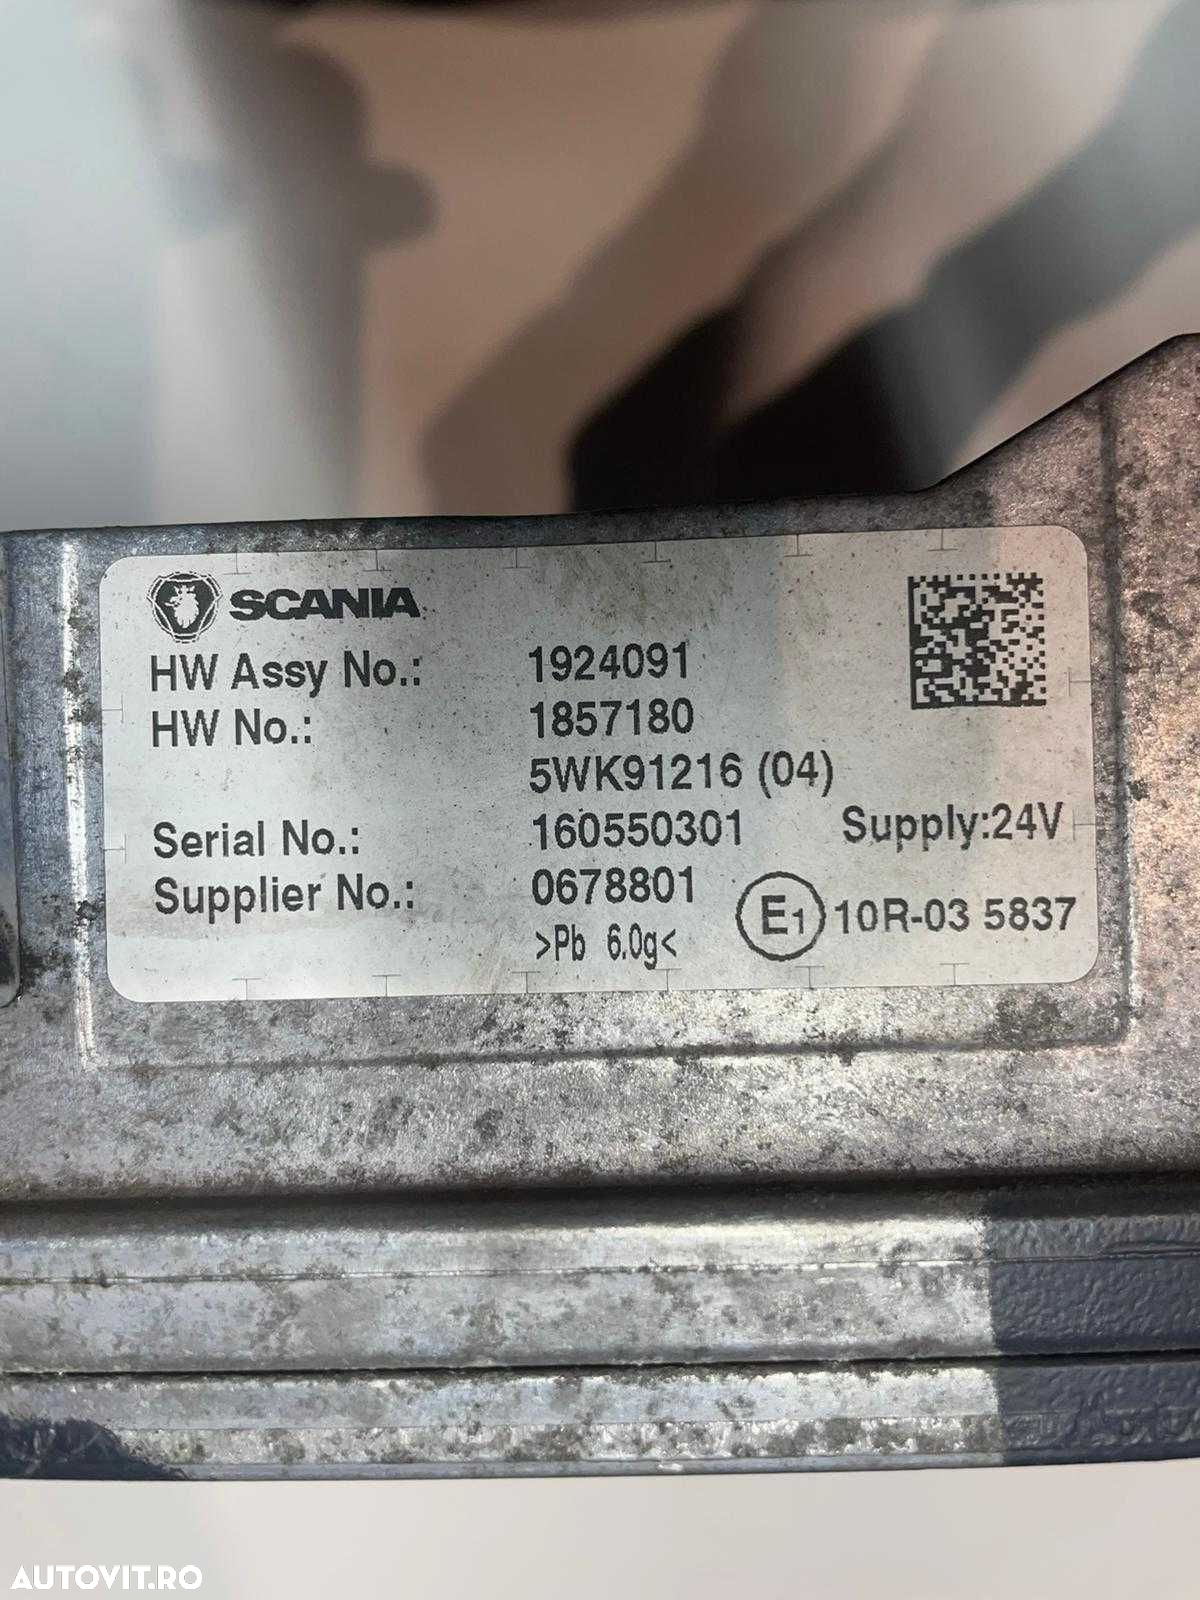 SCANIA
HW Assy No.: 1924091
HW No.: 1857180
5WK91216 (04)
Serial No.: 160550301 Supply:24V
Supplier No.: 0678801
>Pb 6.0g< E1 10R-03 5837
AUTOVIT.RO